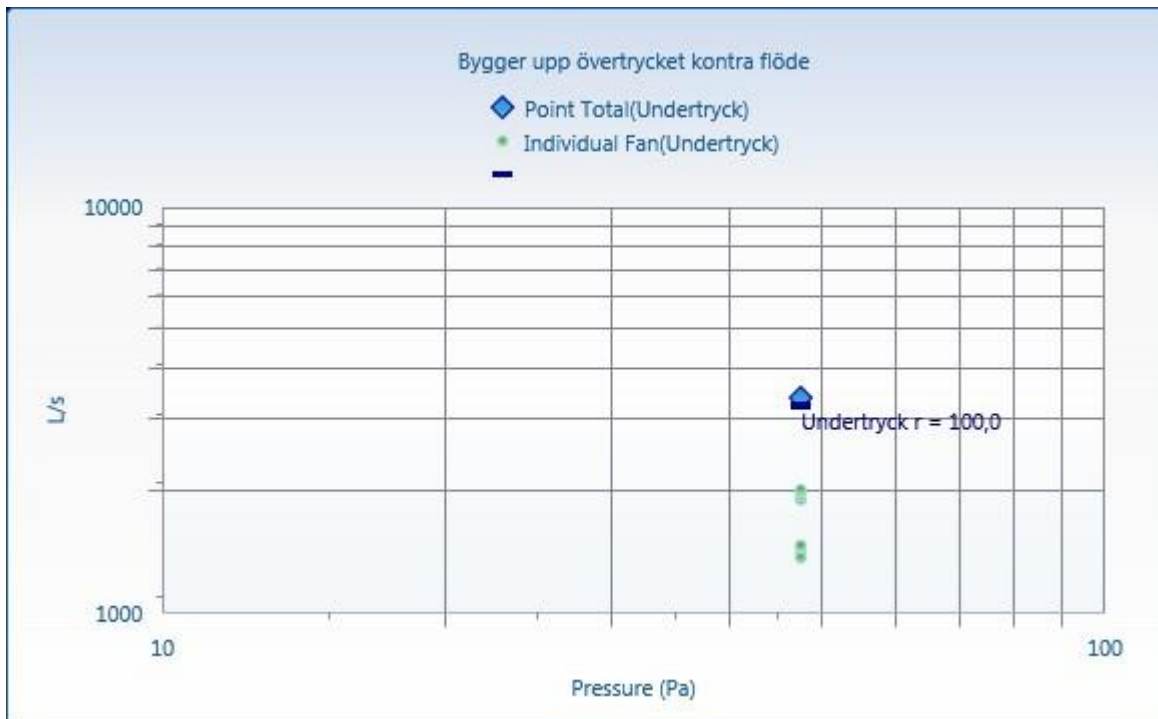 Bygger upp övertrycket kontra flöde
Point Total(Undertryck)
Individual Fan(Undertryck)
10000
L/s
Undertryck r = 100,0
1000
10
100
Pressure (Pa)